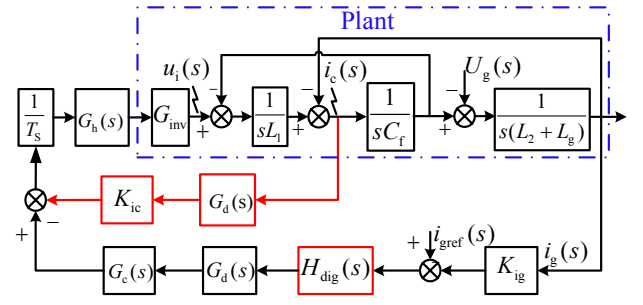 Plant
u_i(s)
i_c(s)
U_g(s)
1/T_s
G_h(s)
G_inv
1/sL_1
1/sC_f
1/s(L_2+L_g)
− − −
+ + +
K_ic
G_d(s)
−
+
i_gref(s)
+
i_g(s)
G_c(s)
G_d(s)
H_dig(s)
K_ig